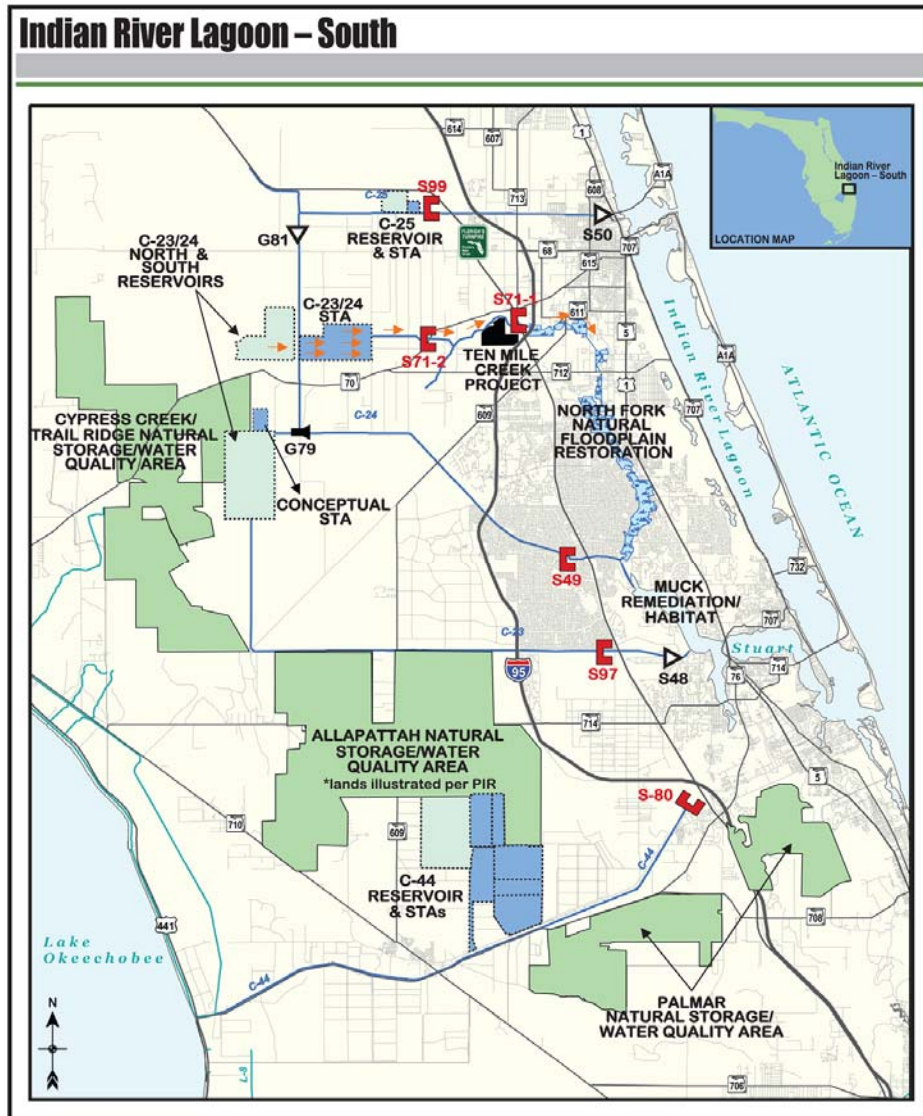 Indian River Lagoon – South
614
607
1
A1A
Indian River
Lagoon – South
LOCATION MAP
C-25
S99
713
608
C-25
RESERVOIR
& STA
G81
S50
FLORIDA'S
TURNPIKE
68
615
707
C-23/24
NORTH &
SOUTH
RESERVOIRS
C-23/24
STA
S71-1
611
S71-2
5
A1A
TEN MILE
CREEK
PROJECT
70
712
1
707
Indian River Lagoon
ATLANTIC OCEAN
CYPRESS CREEK/
TRAIL RIDGE NATURAL
STORAGE/WATER
QUALITY AREA
C-24
609
NORTH FORK
NATURAL
FLOODPLAIN
RESTORATION
G79
CONCEPTUAL
STA
S49
732
MUCK
REMEDIATION/
HABITAT
707
C-23
Stuart
95
S97
S48
76
714
ALLAPATTAH NATURAL
STORAGE/WATER
QUALITY AREA
*lands illustrated per PIR
714
5
S-80
710
609
C-44
C-44
RESERVOIR
& STAs
441
708
Lake
Okeechobee
C-44
N
PALMAR
NATURAL STORAGE/
WATER QUALITY AREA
L-8
706